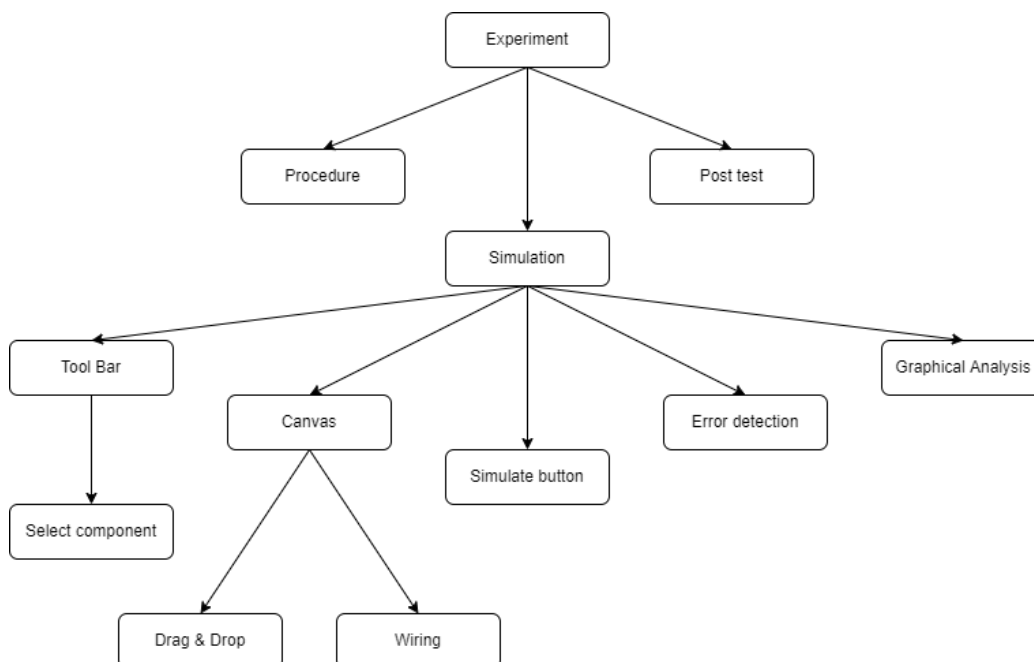 Experiment
Procedure
Post test
Simulation
Tool Bar
Graphical Analysis
Canvas
Error detection
Simulate button
Select component
Drag & Drop
Wiring